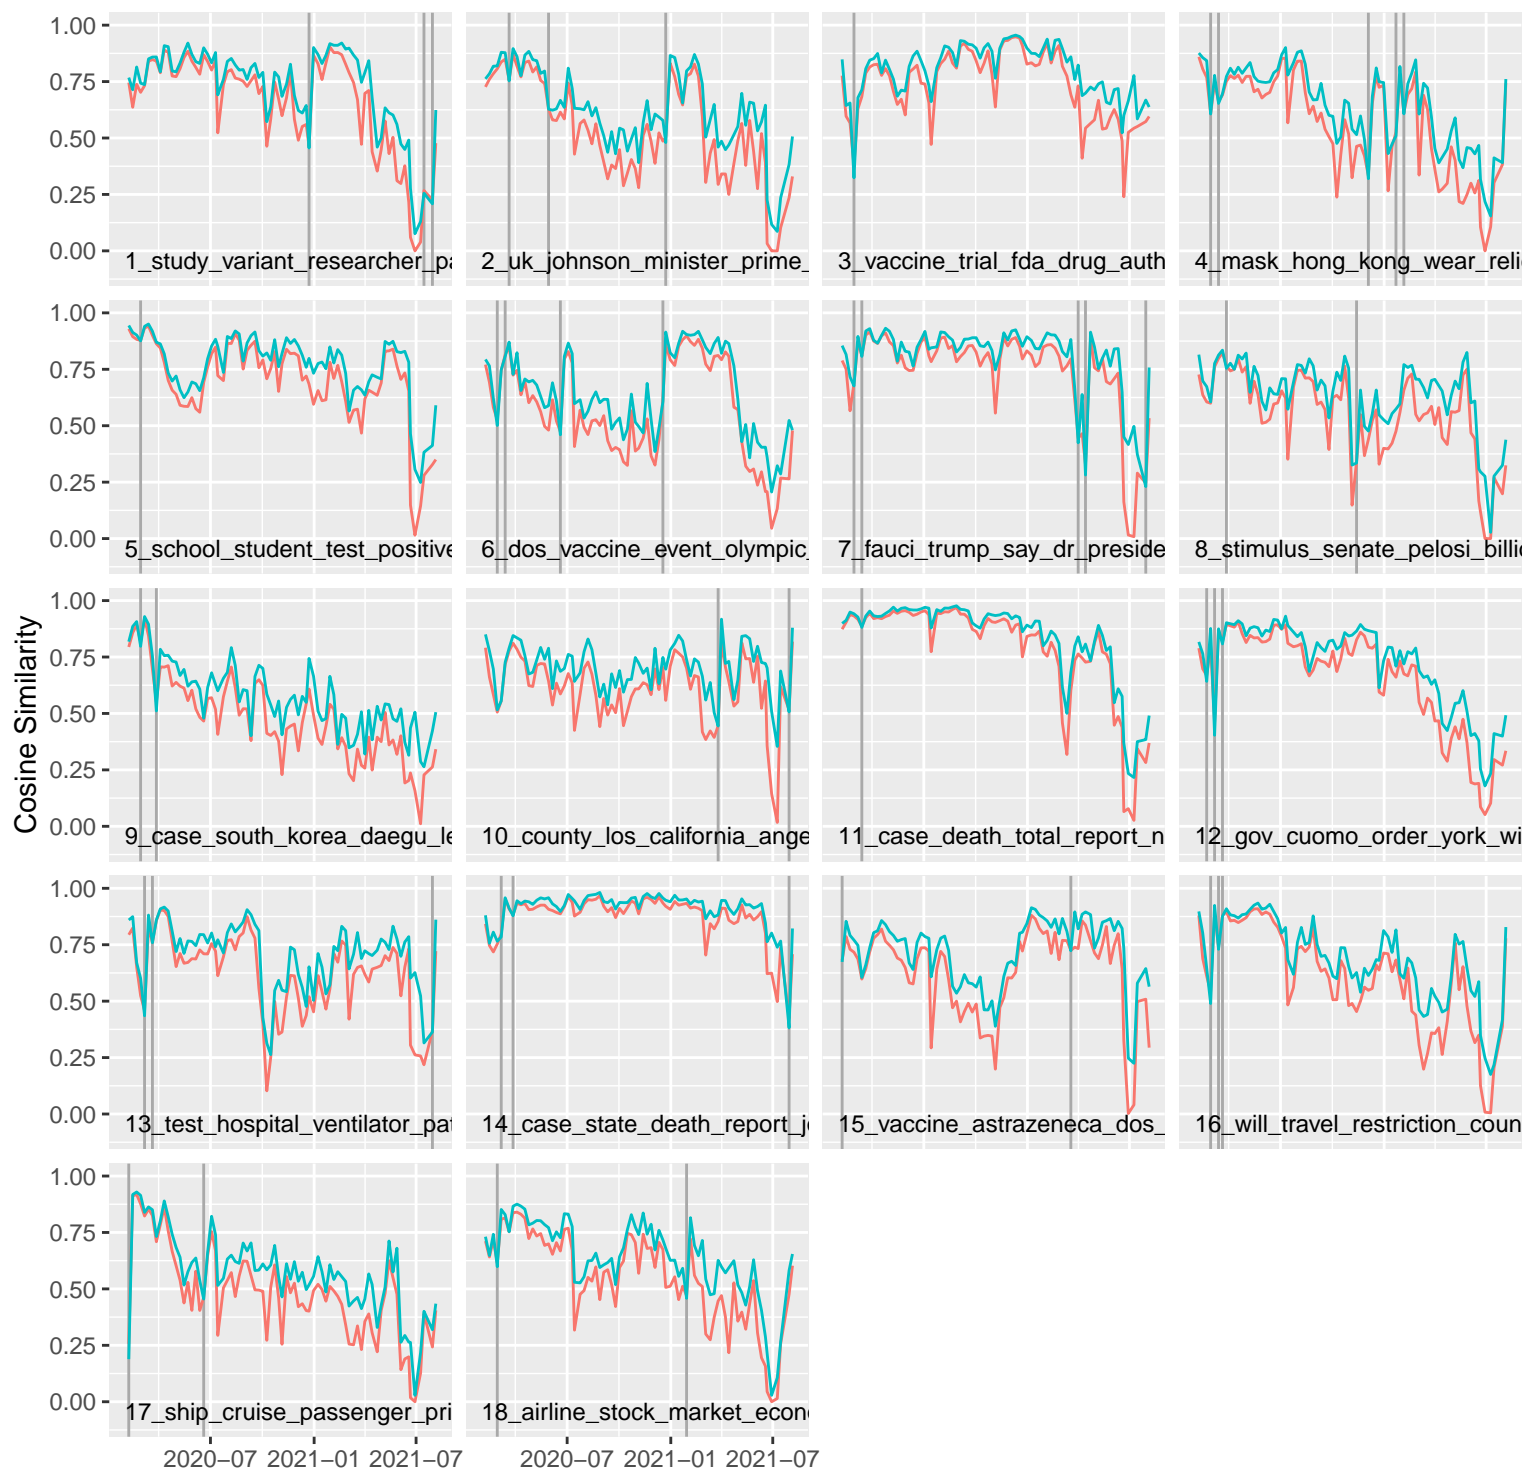 Cosine Similarity
1.00
0.75
0.50
0.25
0.00
1_study_variant_researcher_pa
2_uk_johnson_minister_prime_
3_vaccine_trial_fda_drug_auth
4_mask_hong_kong_wear_reli
1.00
0.75
0.50
0.25
0.00
5_school_student_test_positive
6_dos_vaccine_event_olympic_
7_fauci_trump_say_dr_preside
8_stimulus_senate_pelosi_billi
1.00
0.75
0.50
0.25
0.00
9_case_south_korea_daegu_le
10_county_los_california_ange
11_case_death_total_report_n
12_gov_cuomo_order_york_wi
1.00
0.75
0.50
0.25
0.00
13_test_hospital_ventilator_pat
14_case_state_death_report_j
15_vaccine_astrazeneca_dos_
16_will_travel_restriction_coun
1.00
0.75
0.50
0.25
0.00
17_ship_cruise_passenger_pri
18_airline_stock_market_econ
2020−07 2021−01 2021−07
2020−07 2021−01 2021−07